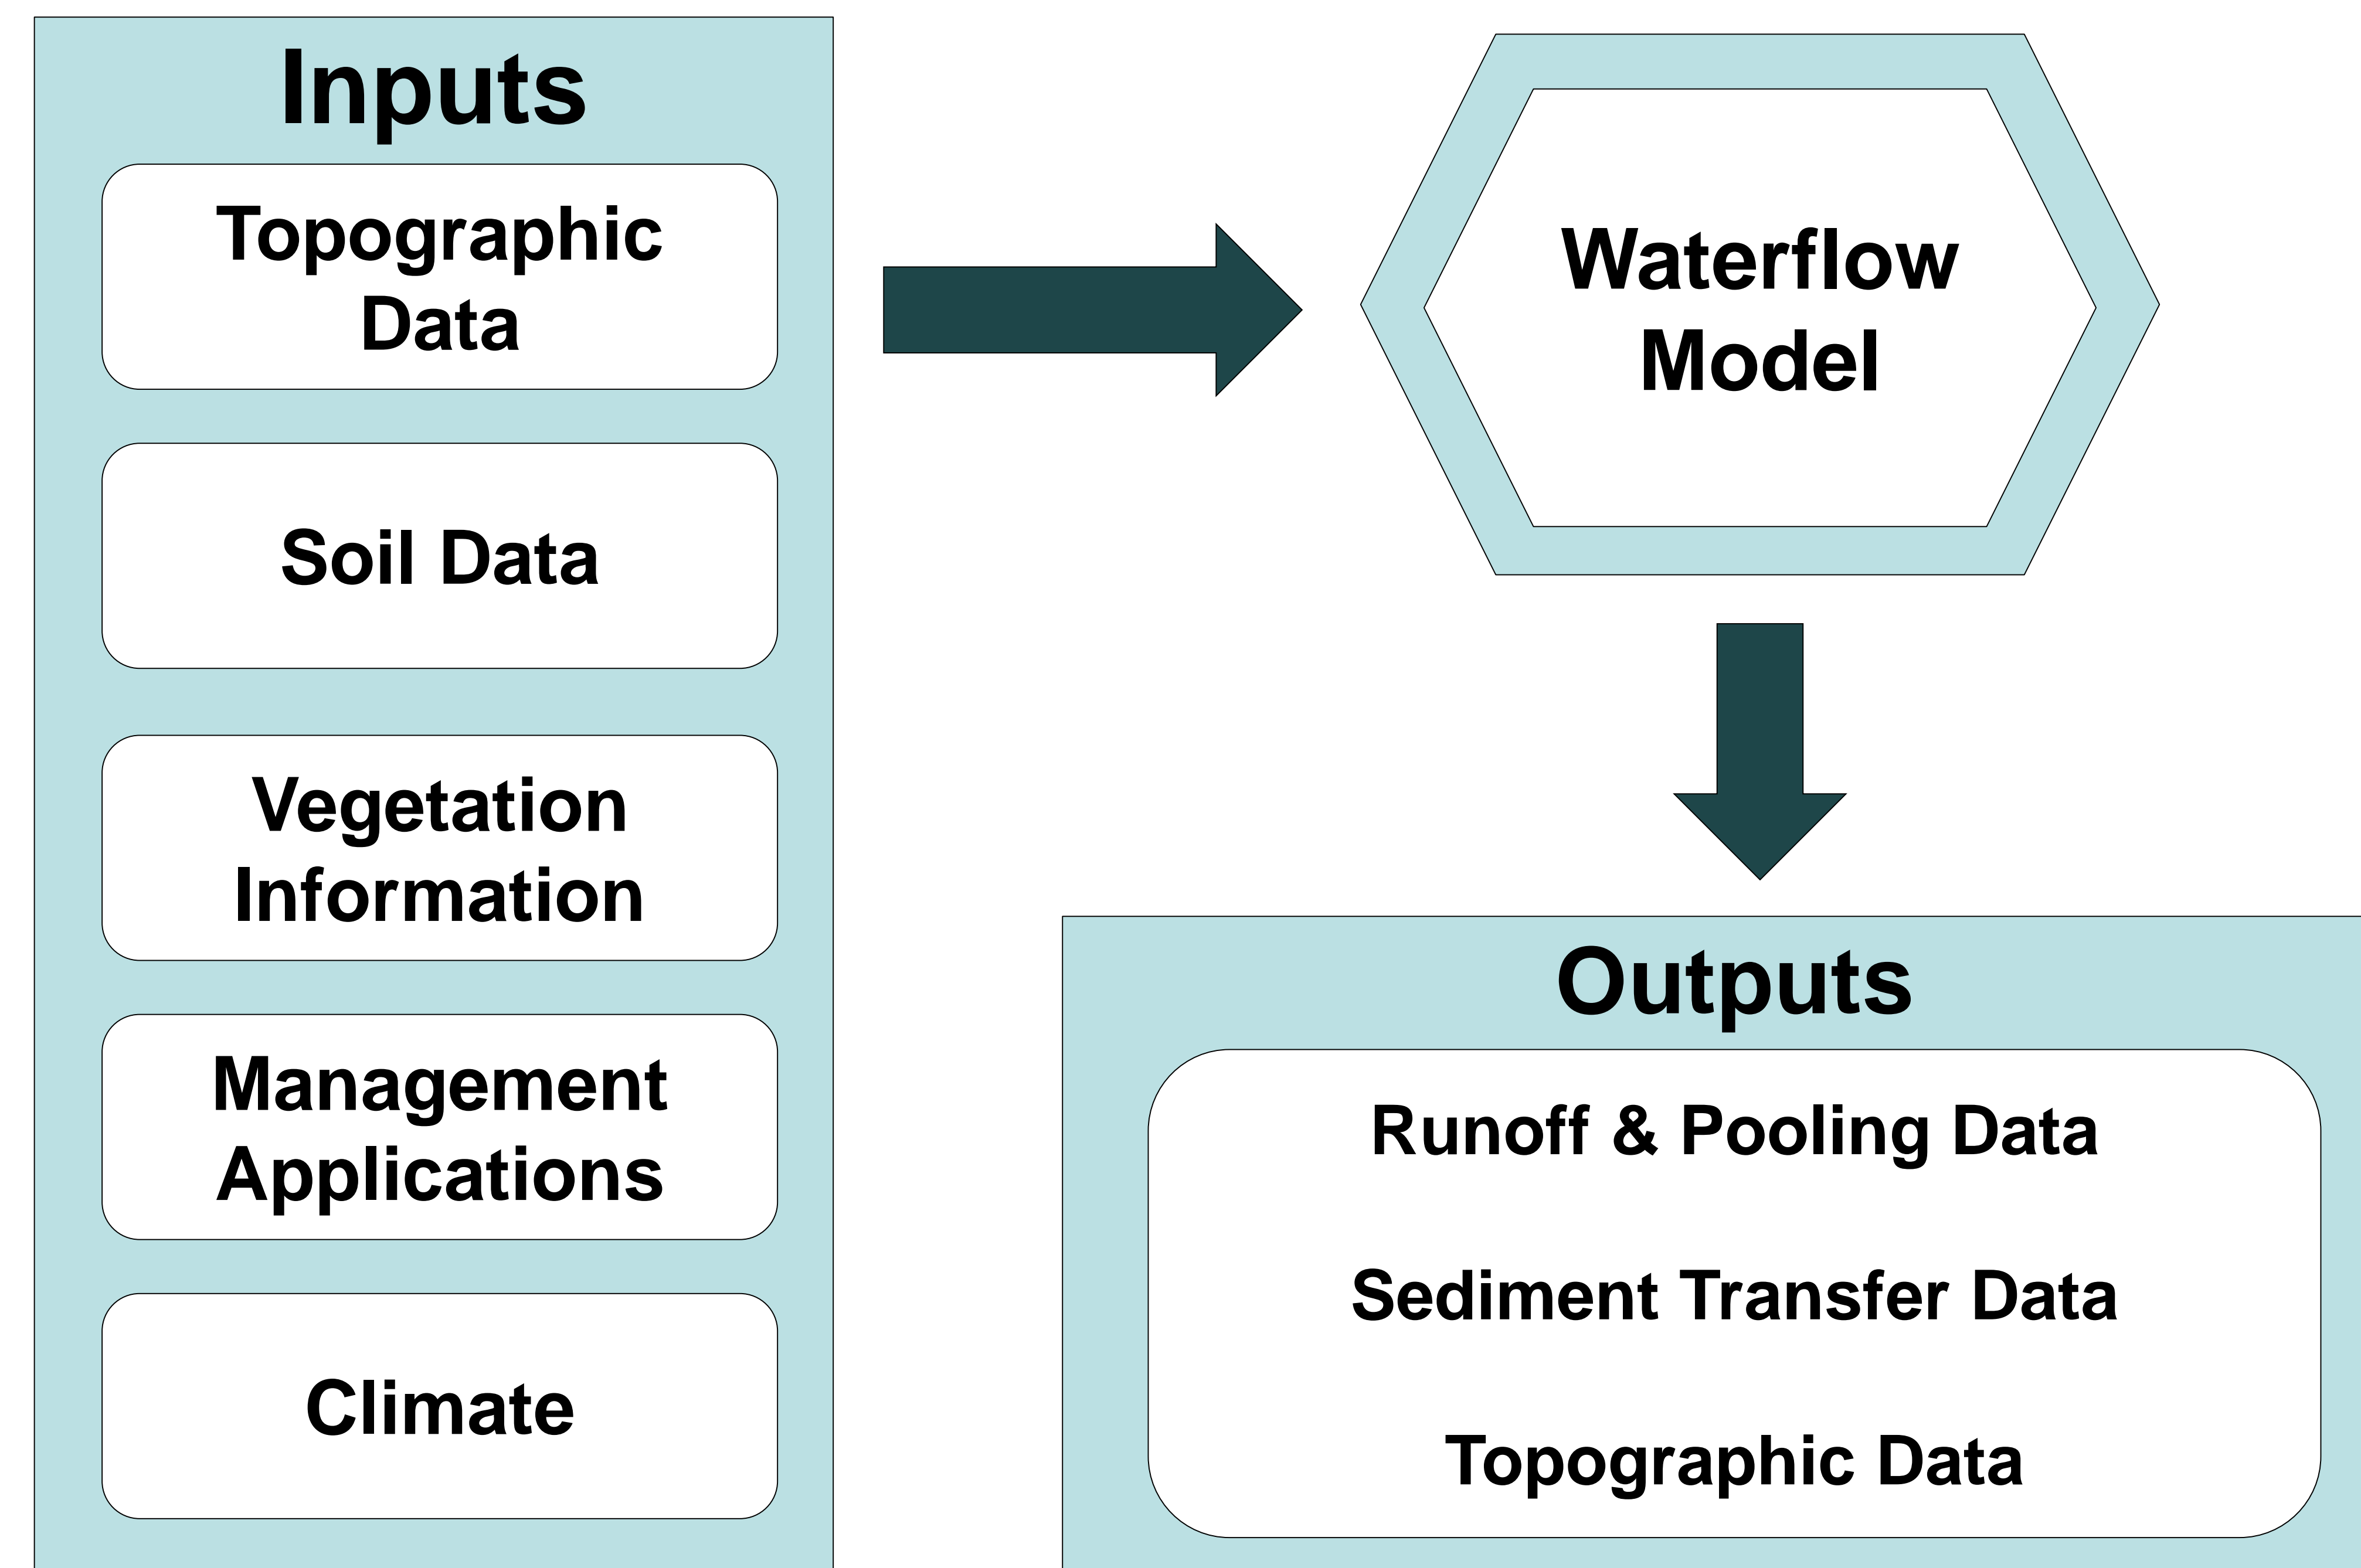 Inputs
Topographic
Data
Soil Data
Vegetation
Information
Management
Applications
Climate
Waterflow
Model
Outputs
Runoff & Pooling Data
Sediment Transfer Data
Topographic Data